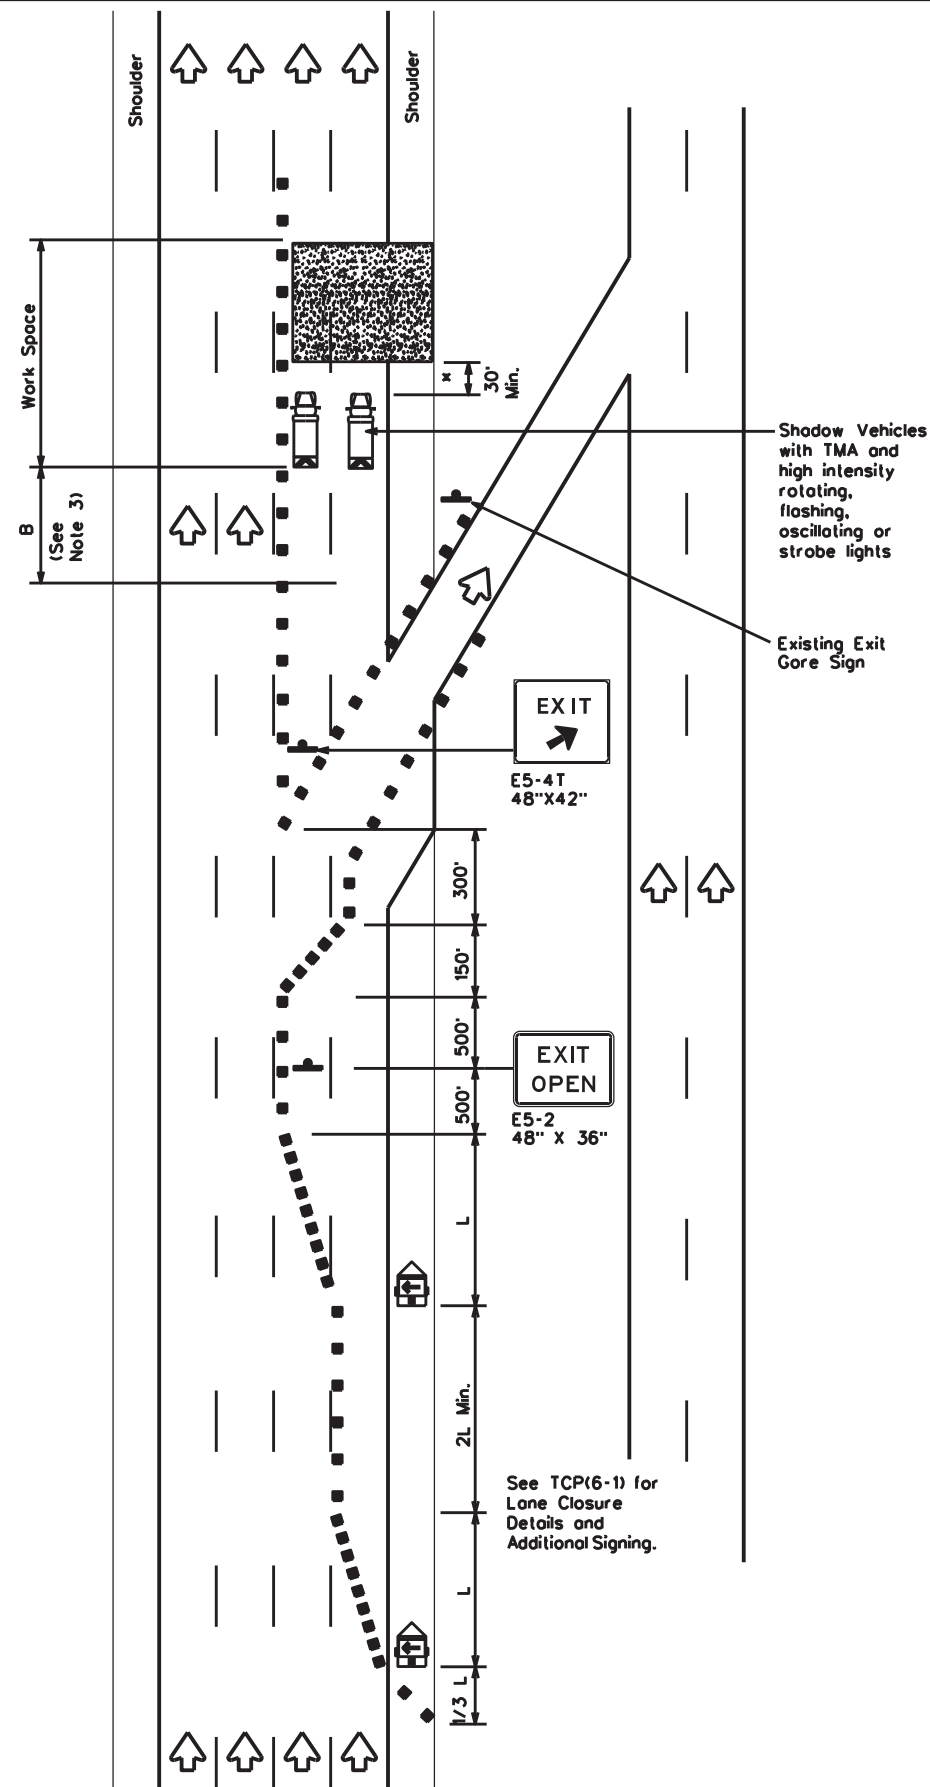 Shoulder
Shoulder
Work Space
x
30'
Min.
Shadow Vehicles
with TMA and
high intensity
rotating,
flashing,
oscillating or
strobe lights
B
(See
Note 3)
Existing Exit
Gore Sign
EXIT
E5-4T
48"X42"
300'
150'
500'
EXIT
OPEN
500'
E5-2
48" X 36"
L
2L Min.
See TCP(6-1) for
Lane Closure
Details and
Additional Signing.
L
1/3 L